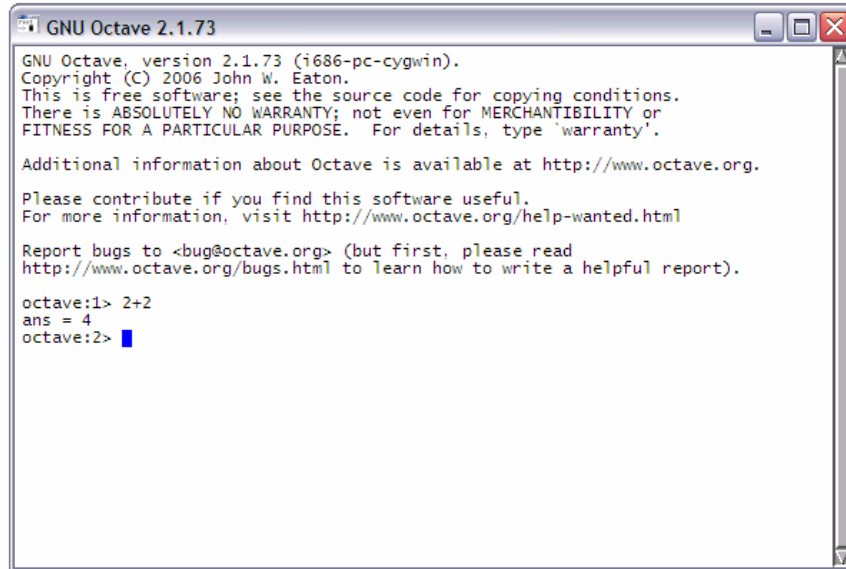 GNU Octave 2.1.73
GNU Octave, version 2.1.73 (i686-pc-cygwin).
Copyright (C) 2006 John W. Eaton.
This is free software; see the source code for copying conditions.
There is ABSOLUTELY NO WARRANTY; not even for MERCHANTIBILITY or
FITNESS FOR A PARTICULAR PURPOSE.  For details, type `warranty'.
Additional information about Octave is available at http://www.octave.org.
Please contribute if you find this software useful.
For more information, visit http://www.octave.org/help-wanted.html
Report bugs to <bug@octave.org> (but first, please read
http://www.octave.org/bugs.html to learn how to write a helpful report).
octave:1> 2+2
ans = 4
octave:2>